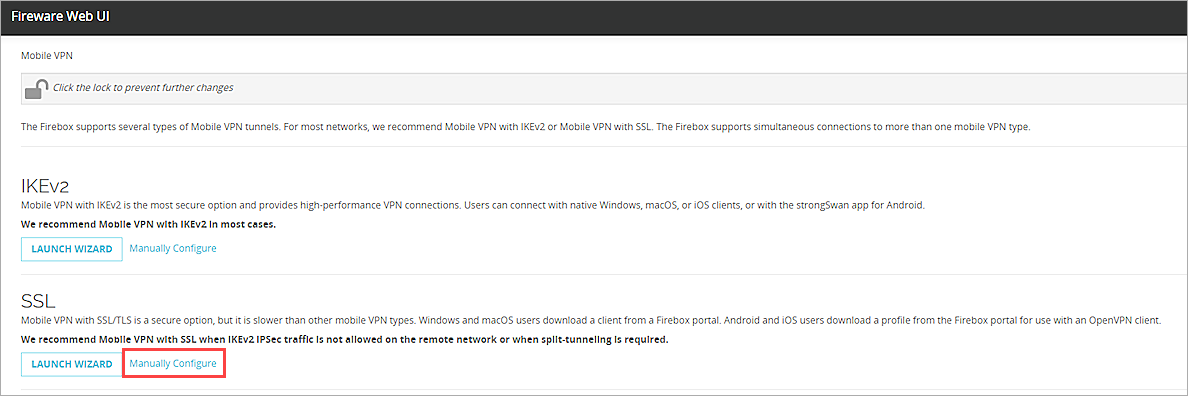 Fireware Web UI
Mobile VPN
Click the lock to prevent further changes
The Firebox supports several types of Mobile VPN tunnels. For most networks, we recommend Mobile VPN with IKEv2 or Mobile VPN with SSL. The Firebox supports simultaneous connections to more than one mobile VPN type.
IKEv2
Mobile VPN with IKEv2 is the most secure option and provides high-performance VPN connections. Users can connect with native Windows, macOS, or iOS clients, or with the strongSwan app for Android.
We recommend Mobile VPN with IKEv2 in most cases.
LAUNCH WIZARD Manually Configure
SSL
Mobile VPN with SSL/TLS is a secure option, but it is slower than other mobile VPN types. Windows and macOS users download a client from a Firebox portal. Android and iOS users download a profile from the Firebox portal for use with an OpenVPN client.
We recommend Mobile VPN with SSL when IKEv2 IPSec traffic is not allowed on the remote network or when split-tunneling is required.
LAUNCH WIZARD Manually Configure